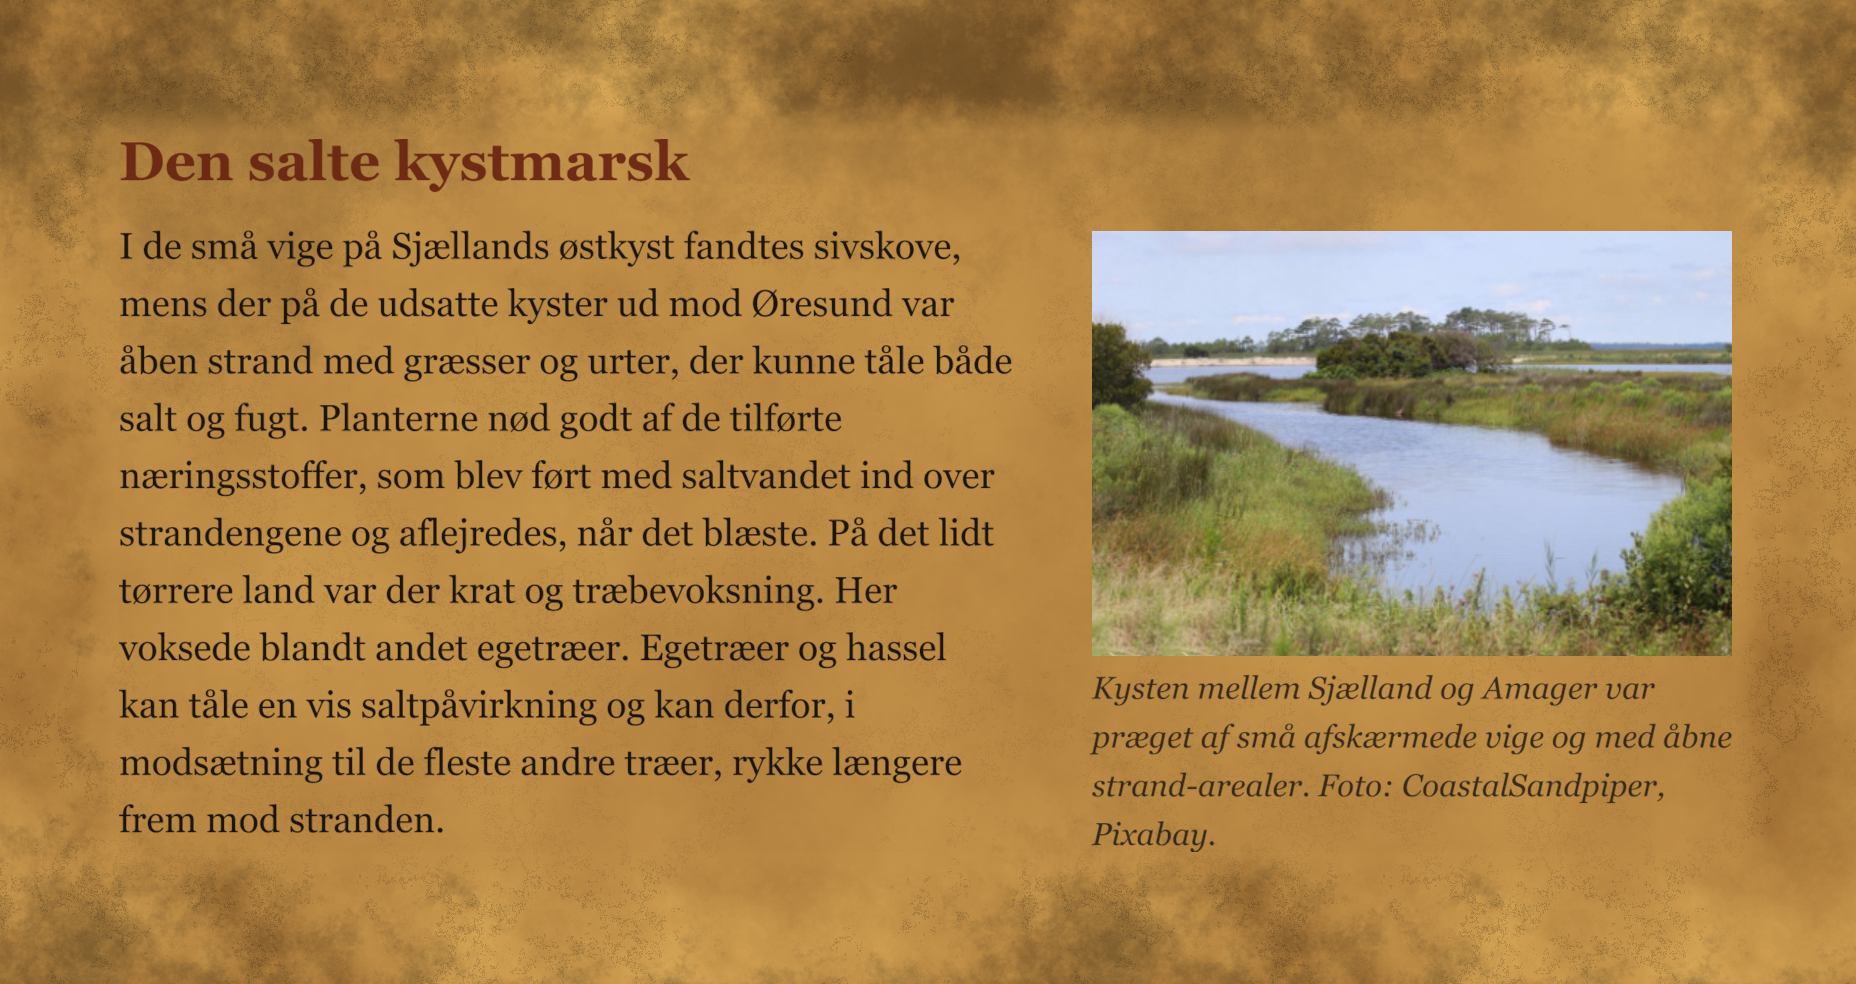 Den salte kystmarsk
I de små vige på Sjællands østkyst fandtes sivskove,
mens der på de udsatte kyster ud mod Øresund var
åben strand med græsser og urter, der kunne tåle både
salt og fugt. Planterne nød godt af de tilførte
næringsstoffer, som blev ført med saltvandet ind over
strandengene og aflejredes, når det blæste. På det lidt
tørrere land var der krat og træbevoksning. Her
voksede blandt andet egetræer. Egetræer og hassel
kan tåle en vis saltpåvirkning og kan derfor, i
modsætning til de fleste andre træer, rykke længere
frem mod stranden.
Kysten mellem Sjælland og Amager var
præget af små afskærmede vige og med åbne
strand-arealer. Foto: CoastalSandpiper,
Pixabay.